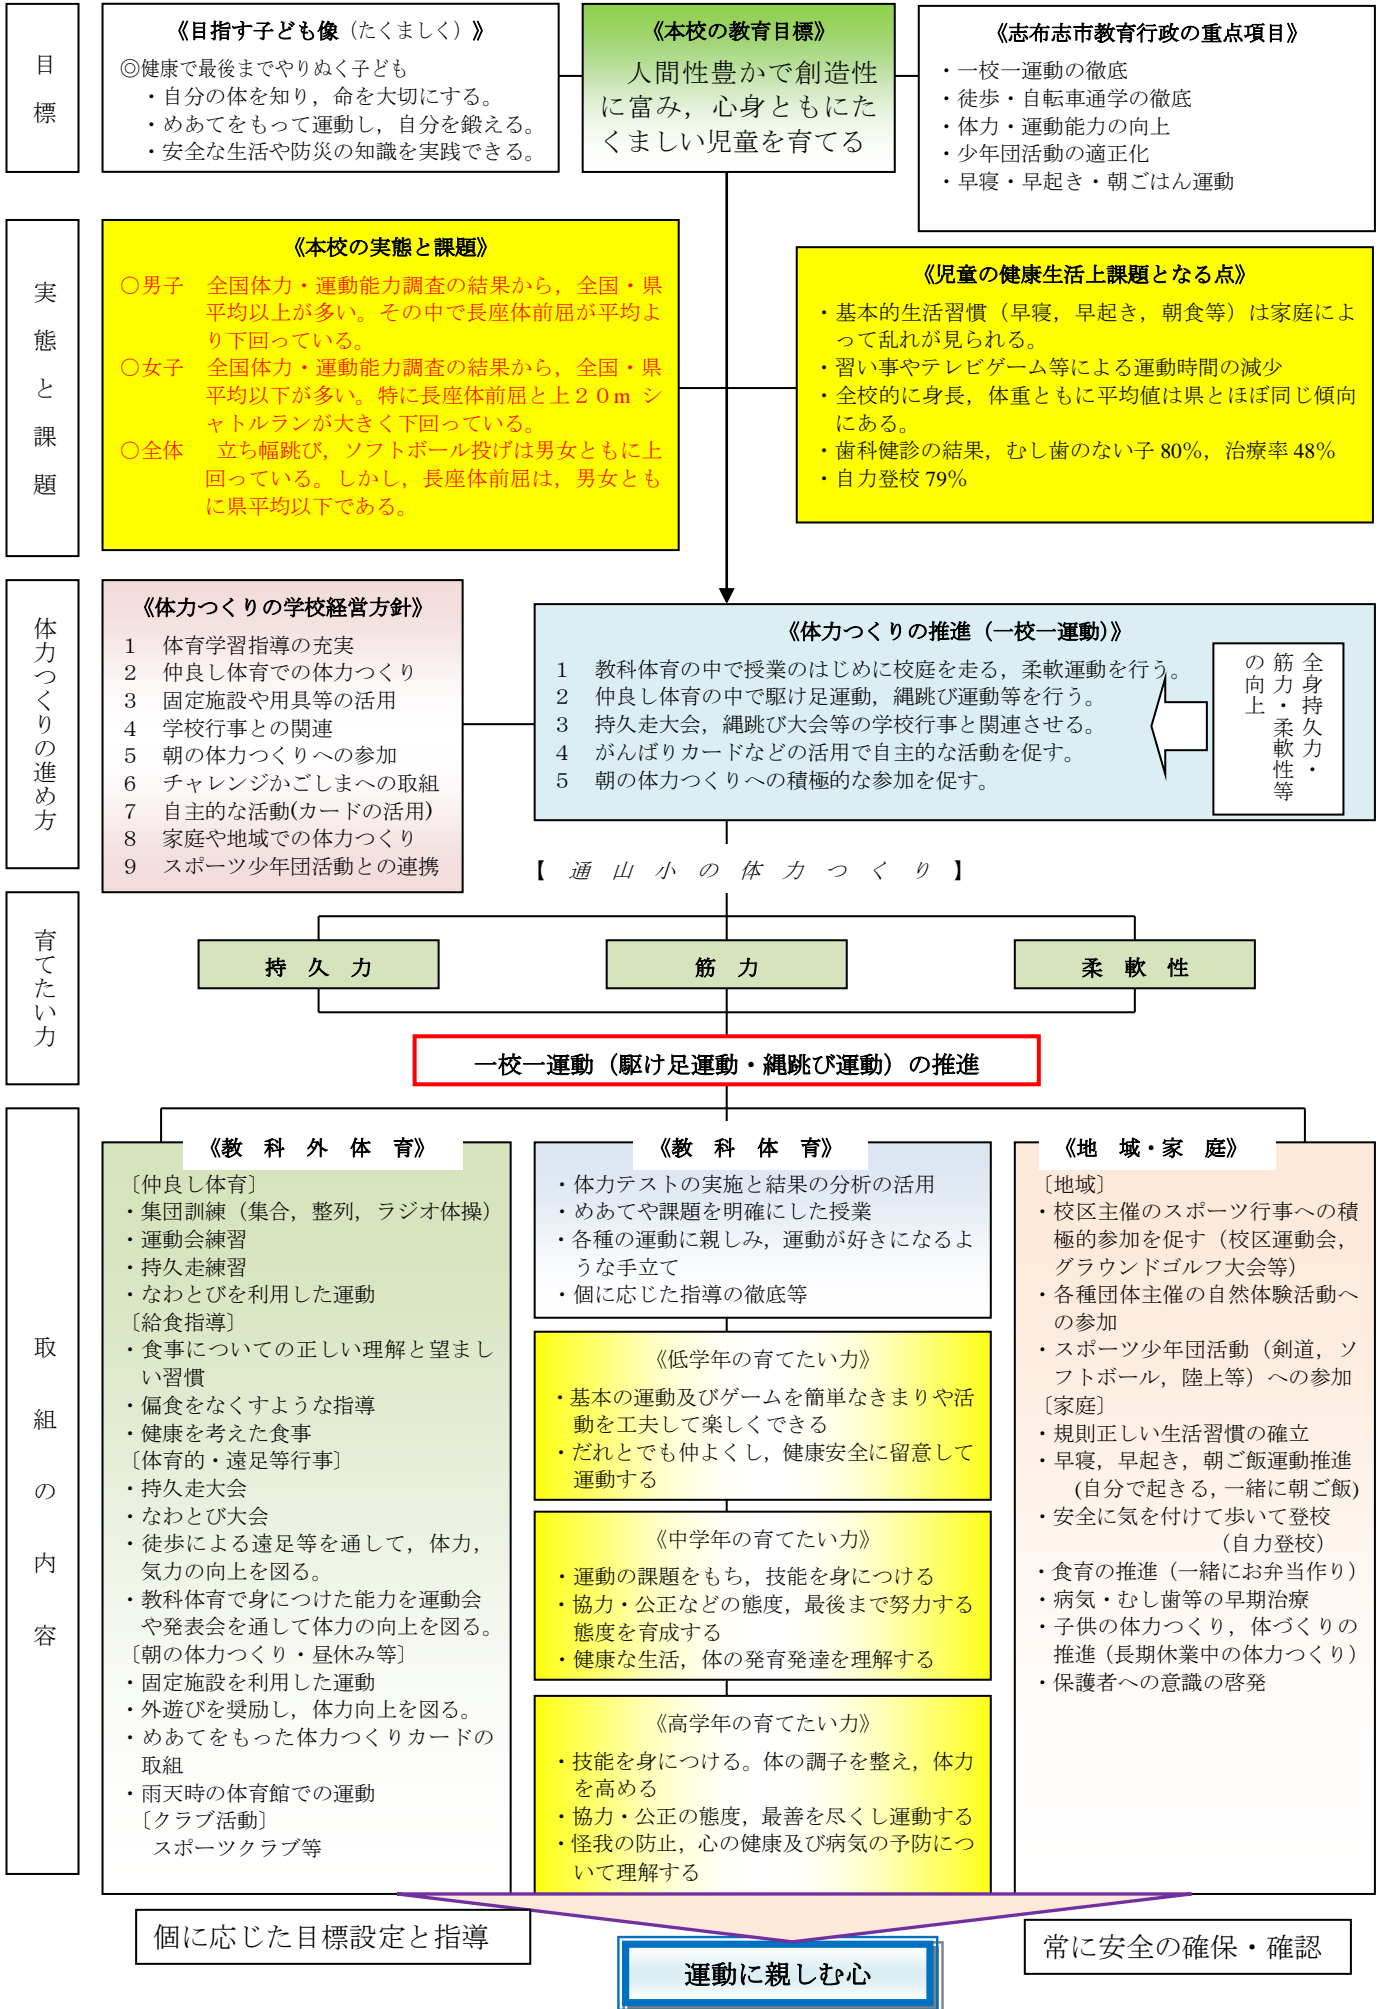 目標
《目指す子ども像（たくましく）》
◎健康で最後までやりぬく子ども
・自分の体を知り，命を大切にする。
・めあてをもって運動し，自分を鍛える。
・安全な生活や防災の知識を実践できる。
《本校の教育目標》
人間性豊かで創造性
に富み，心身ともにた
くましい児童を育てる
《志布志市教育行政の重点項目》
・一校一運動の徹底
・徒歩・自転車通学の徹底
・体力・運動能力の向上
・少年団活動の適正化
・早寝・早起き・朝ごはん運動
実態と課題
《本校の実態と課題》
○男子　全国体力・運動能力調査の結果から，全国・県
平均以上が多い。その中で長座体前屈が平均よ
り下回っている。
○女子　全国体力・運動能力調査の結果から，全国・県
平均以下が多い。特に長座体前屈と上２０ｍ シ
ャトルランが大きく下回っている。
○全体　立ち幅跳び，ソフトボール投げは男女ともに上
回っている。しかし，長座体前屈は，男女とも
に県平均以下である。
《児童の健康生活上課題となる点》
・基本的生活習慣（早寝，早起き，朝食等）は家庭によ
って乱れが見られる。
・習い事やテレビゲーム等による運動時間の減少
・全校的に身長，体重ともに平均値は県とほぼ同じ傾向
にある。
・歯科健診の結果，むし歯のない子 80%，治療率 48%
・自力登校 79%
体力つくりの進め方
《体力つくりの学校経営方針》
１　体育学習指導の充実
２　仲良し体育での体力つくり
３　固定施設や用具等の活用
４　学校行事との関連
５　朝の体力つくりへの参加
６　チャレンジかごしまへの取組
７　自主的な活動(カードの活用)
８　家庭や地域での体力つくり
９　スポーツ少年団活動との連携
《体力つくりの推進（一校一運動）》
１　教科体育の中で授業のはじめに校庭を走る，柔軟運動を行う。
２　仲良し体育の中で駆け足運動，縄跳び運動等を行う。
３　持久走大会，縄跳び大会等の学校行事と関連させる。
４　がんばりカードなどの活用で自主的な活動を促す。
５　朝の体力つくりへの積極的な参加を促す。
全身持久力・
筋力・柔軟性等
の向上
【　通　山　小　の　体　力　つ　く　り　】
育てたい力
持　久　力
筋　力
柔　軟　性
一校一運動（駆け足運動・縄跳び運動）の推進
取組の内容
《教　科　外　体　育》
〔仲良し体育〕
・集団訓練（集合，整列，ラジオ体操）
・運動会練習
・持久走練習
・なわとびを利用した運動
〔給食指導〕
・食事についての正しい理解と望まし
い習慣
・偏食をなくすような指導
・健康を考えた食事
〔体育的・遠足等行事〕
・持久走大会
・なわとび大会
・徒歩による遠足等を通して，体力，
気力の向上を図る。
・教科体育で身につけた能力を運動会
や発表会を通して体力の向上を図る。
〔朝の体力つくり・昼休み等〕
・固定施設を利用した運動
・外遊びを奨励し，体力向上を図る。
・めあてをもった体力つくりカードの
取組
・雨天時の体育館での運動
〔クラブ活動〕
スポーツクラブ等
《教　科　体　育》
・体力テストの実施と結果の分析の活用
・めあてや課題を明確にした授業
・各種の運動に親しみ，運動が好きになるよ
うな手立て
・個に応じた指導の徹底等
《低学年の育てたい力》
・基本の運動及びゲームを簡単なきまりや活
動を工夫して楽しくできる
・だれとでも仲よくし，健康安全に留意して
運動する
《中学年の育てたい力》
・運動の課題をもち，技能を身につける
・協力・公正などの態度，最後まで努力する
態度を育成する
・健康な生活，体の発育発達を理解する
《高学年の育てたい力》
・技能を身につける。体の調子を整え，体力
を高める
・協力・公正の態度，最善を尽くし運動する
・怪我の防止，心の健康及び病気の予防につ
いて理解する
《地　域・家　庭》
〔地域〕
・校区主催のスポーツ行事への積
極的参加を促す（校区運動会，
グラウンドゴルフ大会等）
・各種団体主催の自然体験活動へ
の参加
・スポーツ少年団活動（剣道，ソ
フトボール，陸上等）への参加
〔家庭〕
・規則正しい生活習慣の確立
・早寝，早起き，朝ご飯運動推進
(自分で起きる，一緒に朝ご飯)
・安全に気を付けて歩いて登校
（自力登校）
・食育の推進（一緒にお弁当作り）
・病気・むし歯等の早期治療
・子供の体力つくり，体づくりの
推進（長期休業中の体力つくり）
・保護者への意識の啓発
個に応じた目標設定と指導
運動に親しむ心
常に安全の確保・確認